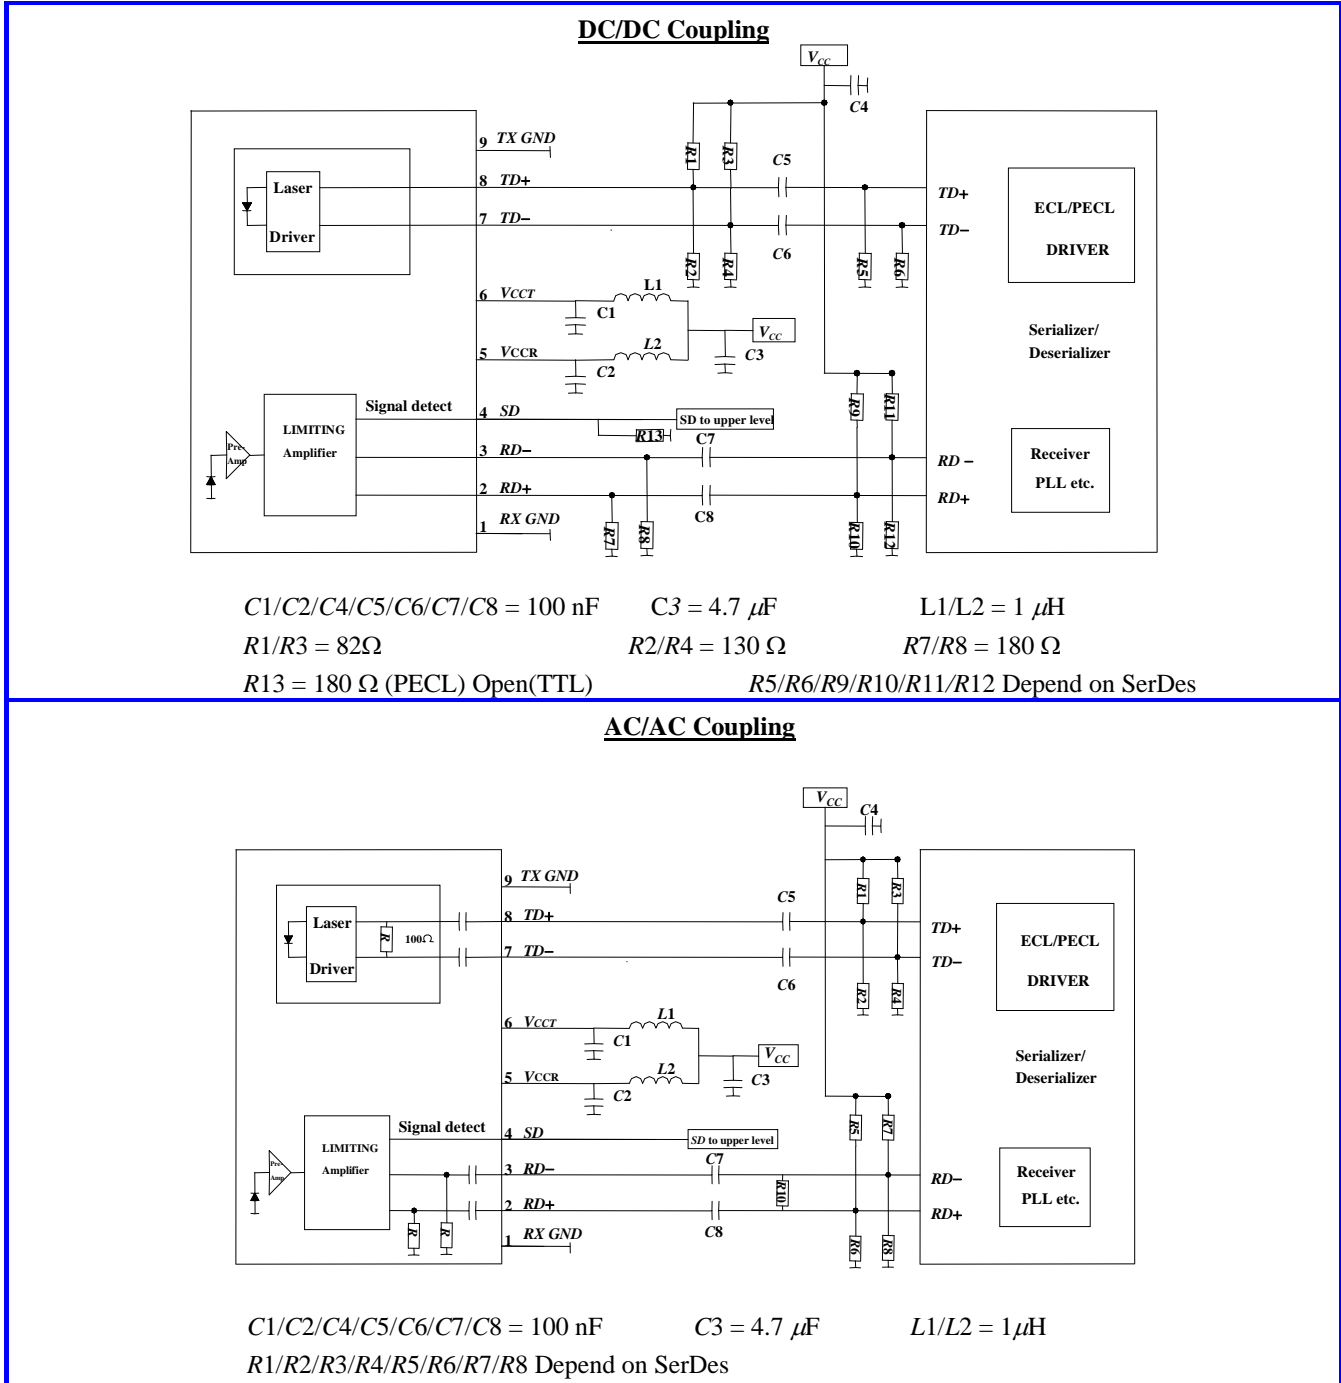 DC/DC Coupling
VCC
C4
9 TX GND
R1
R3
C5
Laser
8 TD+
TD+
ECL/PECL
Driver
7 TD−
TD−
DRIVER
C6
R2
R4
R5
R6
6 VCCT
L1
C1
VCC
Serializer/
Deserializer
5 VCCR
L2
C3
C2
R9
R11
Signal detect
4 SD
SD to upper level
R13
C7
LIMITING
Amplifier
Pre-
Amp
3 RD−
RD −
Receiver
PLL etc.
2 RD+
RD+
C8
1 RX GND
R7
R8
R10
R12
C1/C2/C4/C5/C6/C7/C8 = 100 nF C3 = 4.7 μF L1/L2 = 1 μH
R1/R3 = 82Ω R2/R4 = 130 Ω R7/R8 = 180 Ω
R13 = 180 Ω (PECL) Open(TTL) R5/R6/R9/R10/R11/R12 Depend on SerDes
AC/AC Coupling
VCC
C4
9 TX GND
R1
R3
C5
Laser
8 TD+
TD+
ECL/PECL
R
100Ω
Driver
7 TD−
TD−
DRIVER
C6
R2
R4
6 VCCT
L1
C1
VCC
Serializer/
Deserializer
5 VCCR
L2
C3
C2
R5
R7
Signal detect
4 SD
SD to upper level
LIMITING
Amplifier
Pre-
Amp
C7
3 RD−
RD−
Receiver
PLL etc.
R10
2 RD+
RD+
C8
R
R
1 RX GND
R6
R8
C1/C2/C4/C5/C6/C7/C8 = 100 nF C3 = 4.7 μF L1/L2 = 1μH
R1/R2/R3/R4/R5/R6/R7/R8 Depend on SerDes